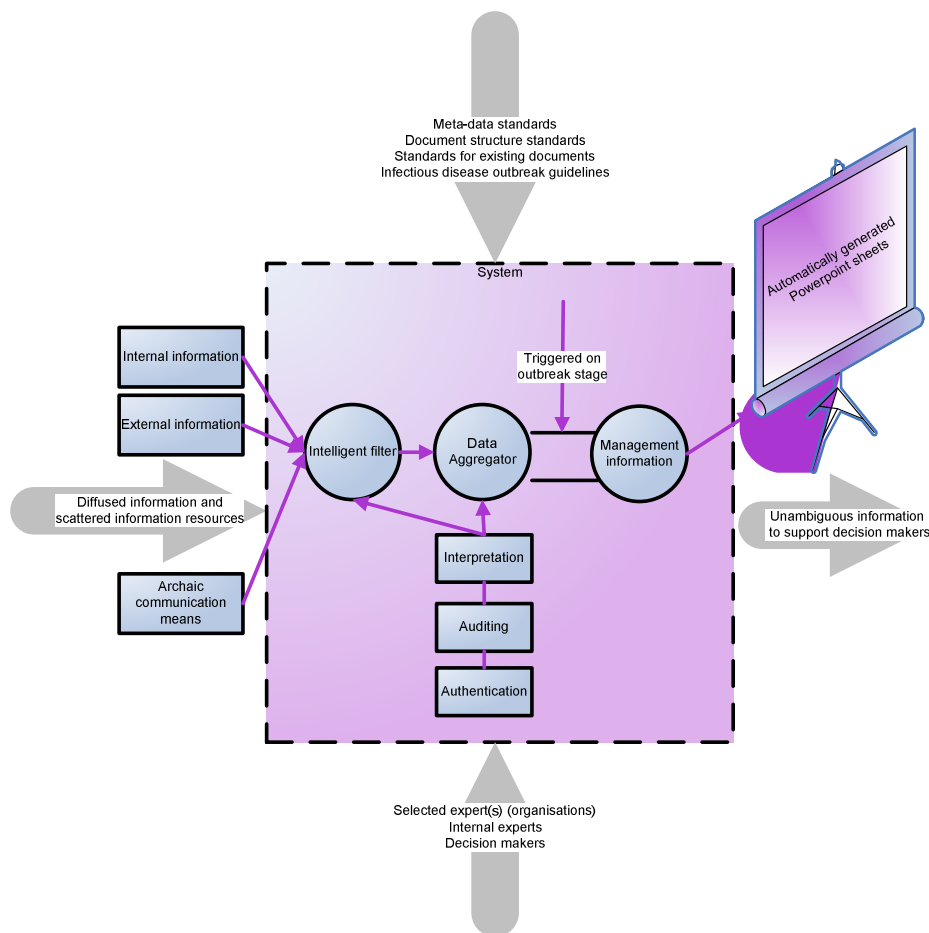 Meta-data standards
Document structure standards
Standards for existing documents
Infectious disease outbreak guidelines
Automatically generated
Powerpoint sheets
System
Internal information
Triggered on
outbreak stage
External information
Intelligent filter
Data
Aggregator
Management
information
Diffused information and
scattered information resources
Unambiguous information
to support decision makers
Interpretation
Archaic
communication
means
Auditing
Authentication
Selected expert(s) (organisations)
Internal experts
Decision makers